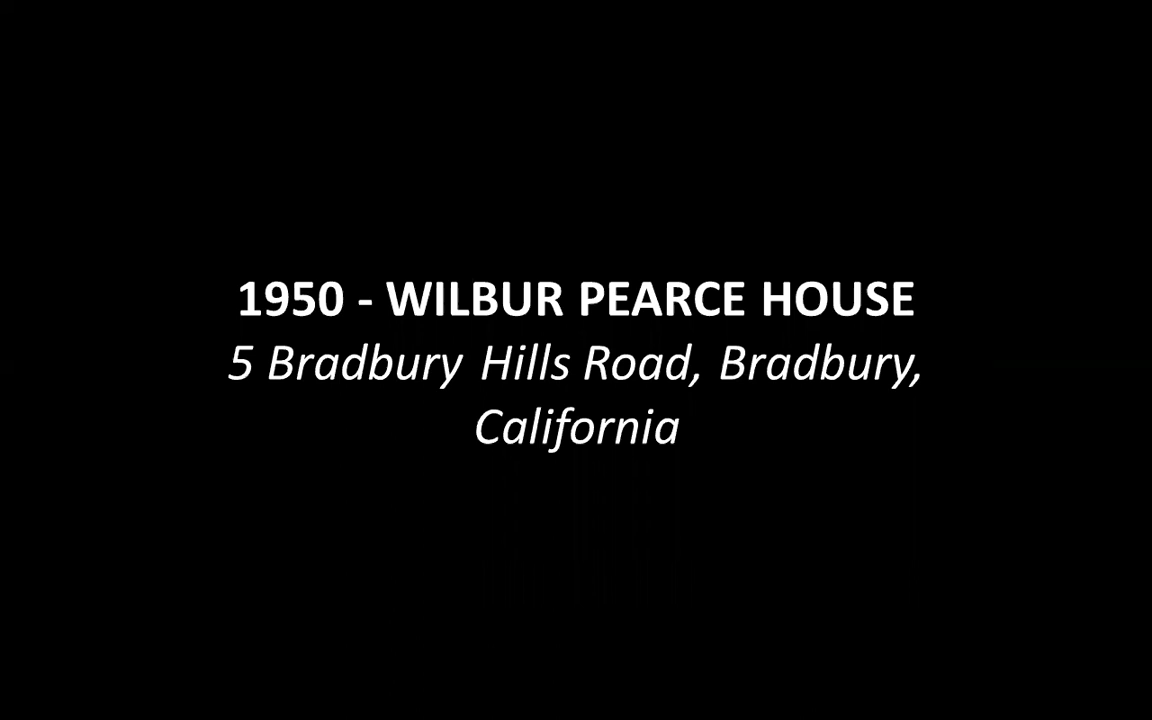 1950 - WILBUR PEARCE HOUSE
5 Bradbury Hills Road, Bradbury,
California